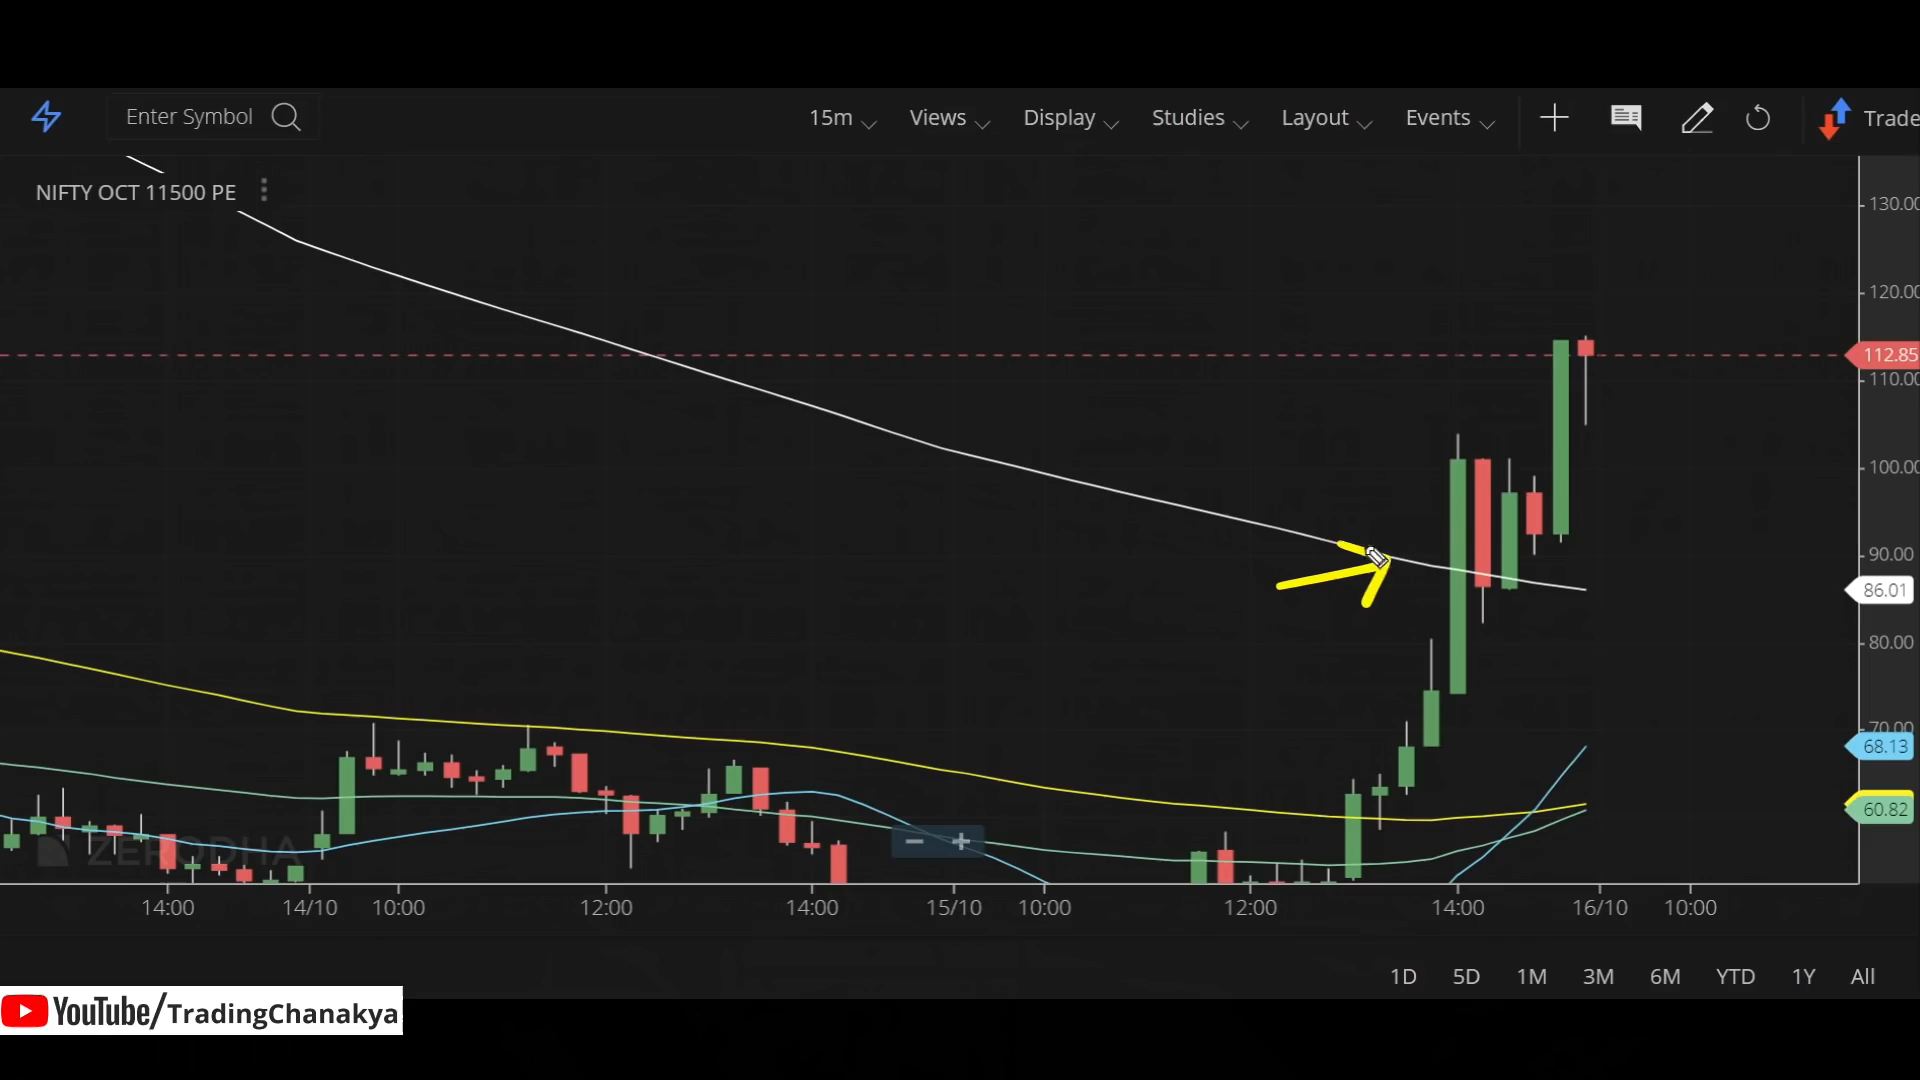 Enter Symbol 15m Views Display Studies Layout Events Trade
NIFTY OCT 11500 PE
130.00
120.00
112.85
110.00
100.00
90.00
86.01
80.00
70.00
68.13
60.82
ZERODHA
14:00 14/10 10:00 12:00 14:00 15/10 10:00 12:00 14:00 16/10 10:00
1D 5D 1M 3M 6M YTD 1Y All
YouTube/TradingChanakya